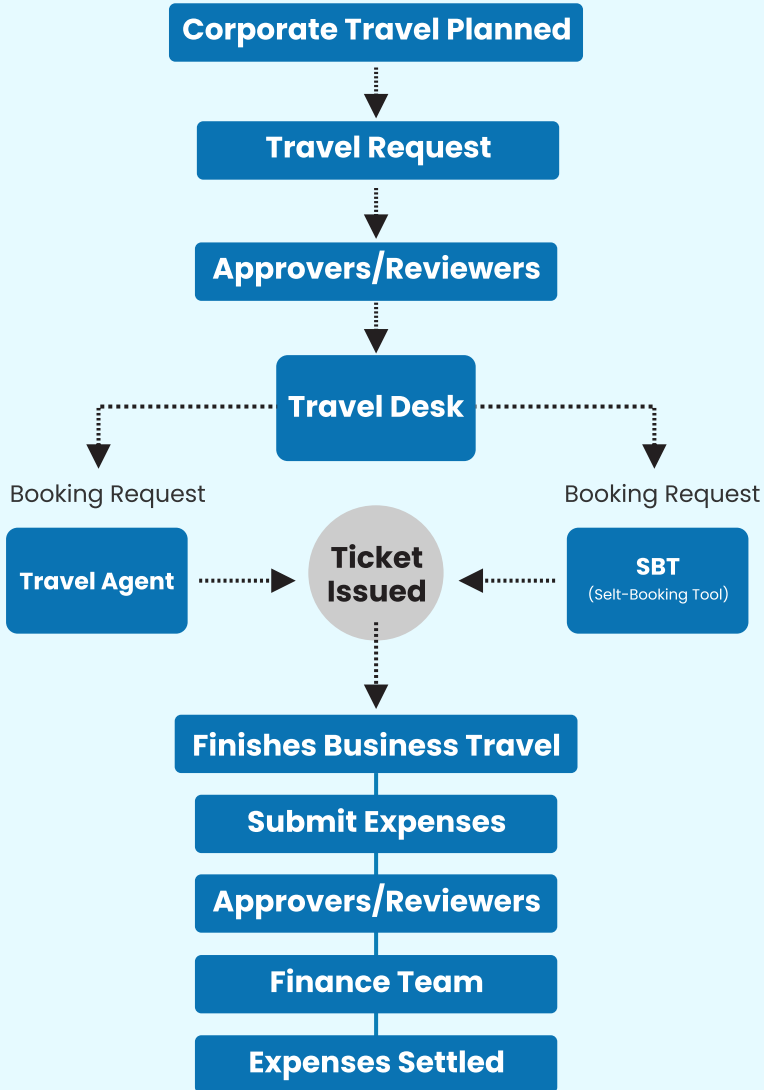 Corporate Travel Planned
Travel Request
Approvers/Reviewers
Travel Desk
Booking Request
Booking Request
Travel Agent
Ticket
Issued
SBT
(Selt-Booking Tool)
Finishes Business Travel
Submit Expenses
Approvers/Reviewers
Finance Team
Expenses Settled